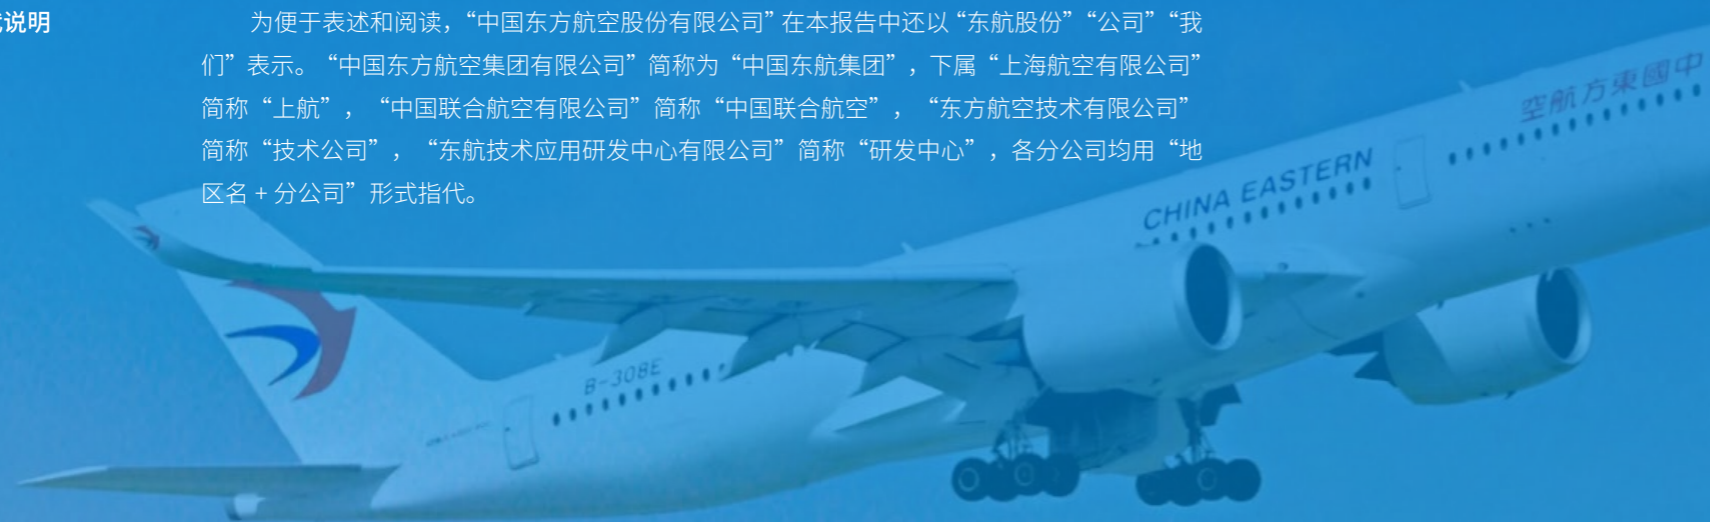 说明
为便于表述和阅读，“中国东方航空股份有限公司”在本报告中还以“东航股份”“公司”“我
们”表示。“中国东方航空集团有限公司”简称为“中国东航集团”，下属“上海航空有限公司”
简称“上航”，“中国联合航空有限公司”简称“中国联合航空”，“东方航空技术有限公司”
简称“技术公司”，“东航技术应用研发中心有限公司”简称“研发中心”，各分公司均用“地
区名 + 分公司”形式指代。
空航方東國中
CHINA EASTERN
B-308E